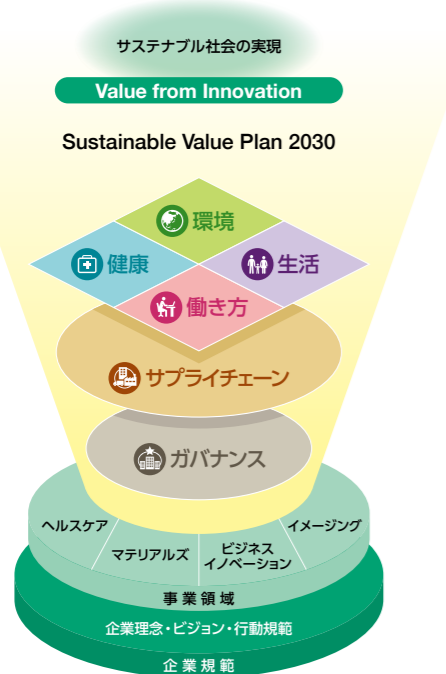 サステナブル社会の実現
Value from Innovation
Sustainable Value Plan 2030
環境
健康
生活
働き方
サプライチェーン
ガバナンス
ヘルスケア
マテリアルズ
ビジネス
イノベーション
イメージング
事業領域
企業理念・ビジョン・行動規範
企業規範